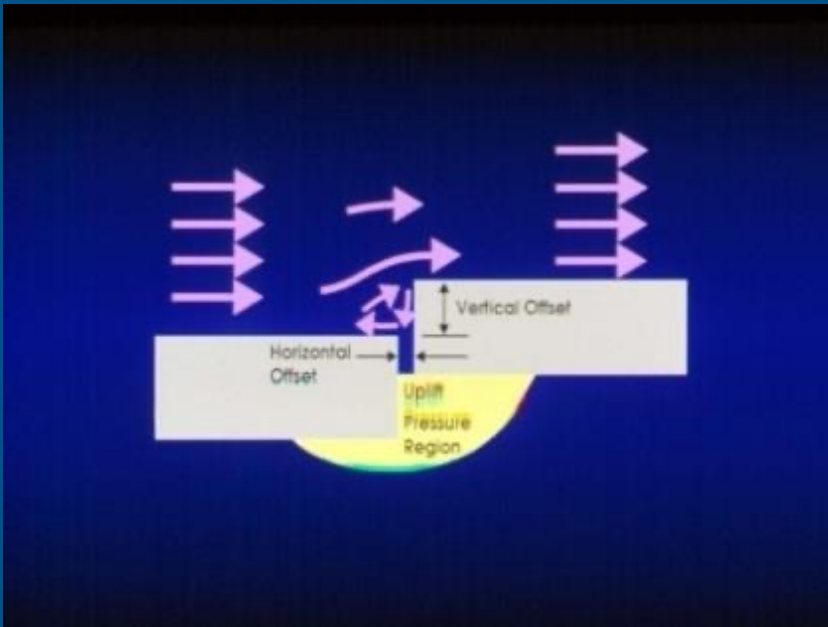 Vertical Offset
Horizontal
Offset
Uplift
Pressure
Region